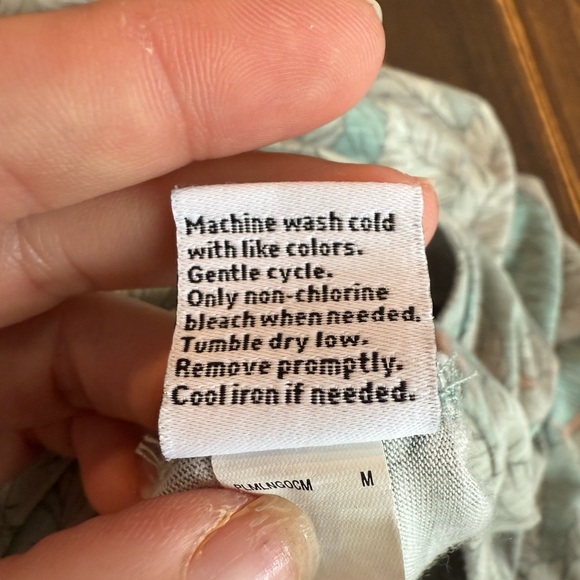 Machine wash cold
with like colors.
Gentle cycle.
Only non-chlorine
bleach when needed.
Tumble dry low.
Remove promptly.
Cool iron if needed.
PLMLNGOCM M